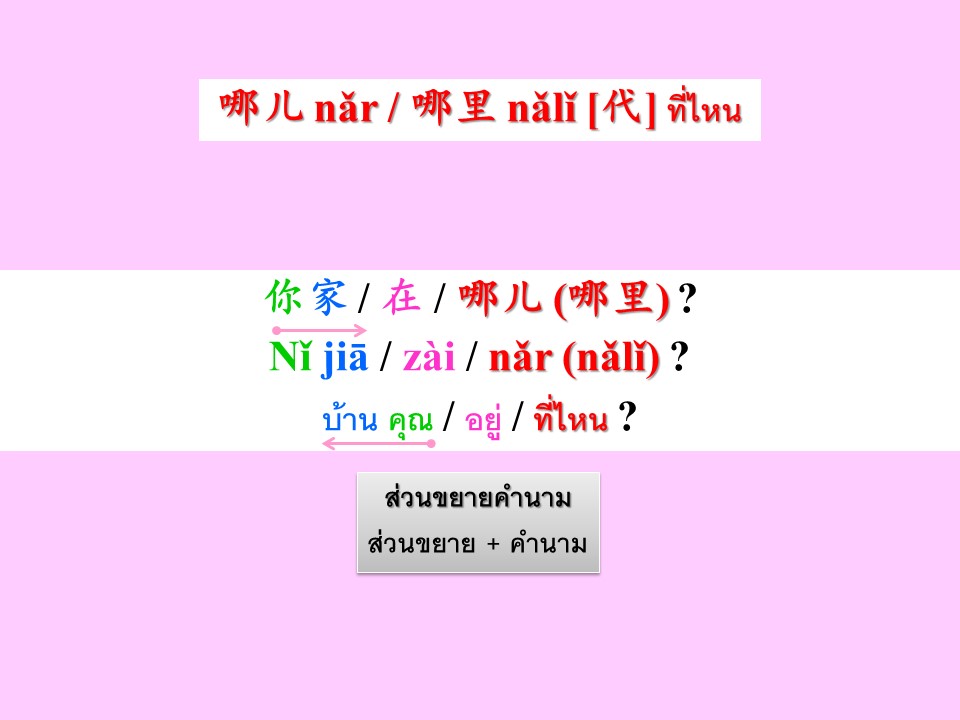 哪儿 nǎr / 哪里 nǎlǐ [代] ที่ไหน
你家 / 在 / 哪儿 (哪里) ?
Nǐ jiā / zài / nǎr (nǎlǐ) ?
บ้าน คุณ / อยู่ / ที่ไหน ?
ส่วนขยายคำนาม
ส่วนขยาย + คำนาม